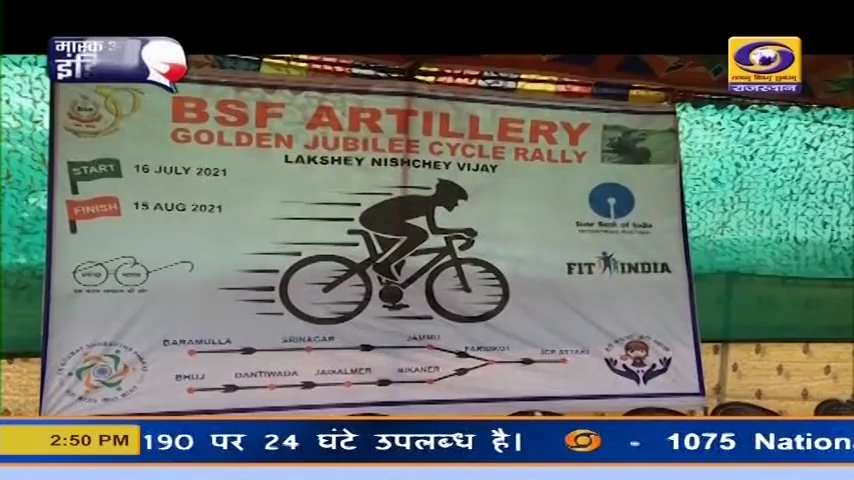 मास्क
इंडि
राजस्थान
BSF ARTILLERY
GOLDEN JUBILEE CYCLE RALLY
LAKSHEY NISHCHEY VIJAY
START 16 JULY 2021
FINISH 15 AUG 2021
State Bank of India
FIT INDIA
BARAMULLA SRINAGAR JAMMU FARIDKOT ICP ATTARI
BHUJ DANTIWADA JAISALMER BIKANER
2:50 PM 190 पर 24 घंटे उपलब्ध है। - 1075 Nationa